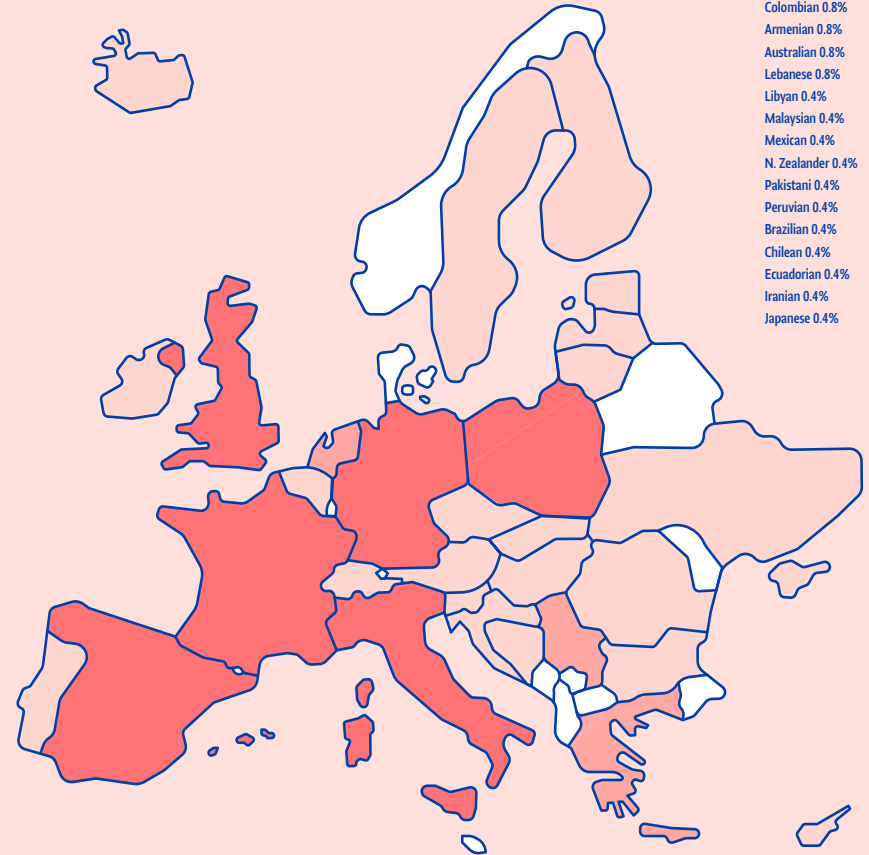 Colombian 0.8%
Armenian 0.8%
Australian 0.8%
Lebanese 0.8%
Libyan 0.4%
Malaysian 0.4%
Mexican 0.4%
N. Zealander 0.4%
Pakistani 0.4%
Peruvian 0.4%
Brazilian 0.4%
Chilean 0.4%
Ecuadorian 0.4%
Iranian 0.4%
Japanese 0.4%